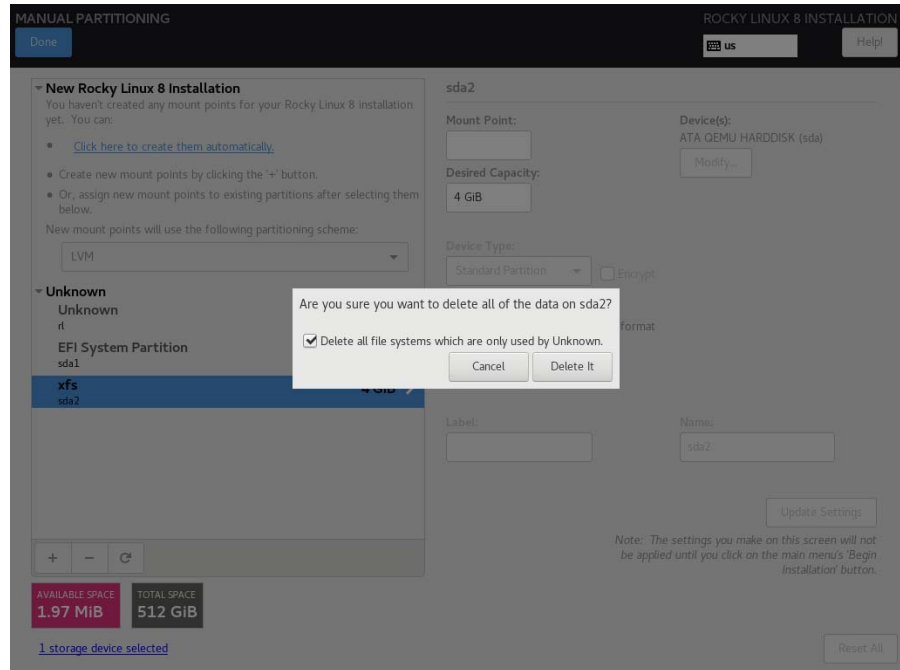 MANUAL PARTITIONING
ROCKY LINUX 8 INSTALLATION
Done
us
Help!
New Rocky Linux 8 Installation
You haven't created any mount points for your Rocky Linux 8 installation
yet. You can:
• Click here to create them automatically.
• Create new mount points by clicking the '+' button.
• Or, assign new mount points to existing partitions after selecting them
below.
New mount points will use the following partitioning scheme:
LVM
Unknown
Unknown
rl
EFI System Partition
sda1
xfs
4 GiB
sda2
+ −
AVAILABLE SPACE
1.97 MiB
TOTAL SPACE
512 GiB
1 storage device selected
sda2
Mount Point:
Desired Capacity:
4 GiB
Device(s):
ATA QEMU HARDDISK (sda)
Modify...
Device Type:
Standard Partition
Encrypt
format
Label:
Name:
sda2
Update Settings
Note: The settings you make on this screen will not
be applied until you click on the main menu's 'Begin
Installation' button.
Reset All
Are you sure you want to delete all of the data on sda2?
Delete all file systems which are only used by Unknown.
Cancel
Delete It